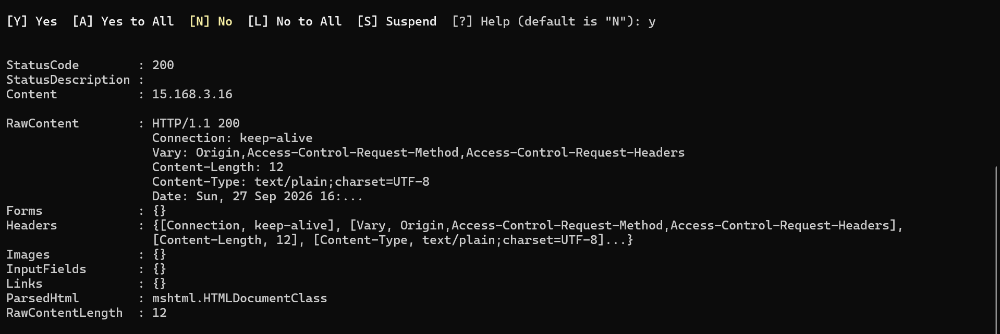 [Y] Yes  [A] Yes to All  [N] No  [L] No to All  [S] Suspend  [?] Help (default is "N"): y
StatusCode        : 200
StatusDescription :
Content           : 15.168.3.16
RawContent        : HTTP/1.1 200
                    Connection: keep-alive
                    Vary: Origin,Access-Control-Request-Method,Access-Control-Request-Headers
                    Content-Length: 12
                    Content-Type: text/plain;charset=UTF-8
                    Date: Sun, 27 Sep 2026 16:...
Forms             : {}
Headers           : {[Connection, keep-alive], [Vary, Origin,Access-Control-Request-Method,Access-Control-Request-Headers],
                    [Content-Length, 12], [Content-Type, text/plain;charset=UTF-8]...}
Images            : {}
InputFields       : {}
Links             : {}
ParsedHtml        : mshtml.HTMLDocumentClass
RawContentLength  : 12